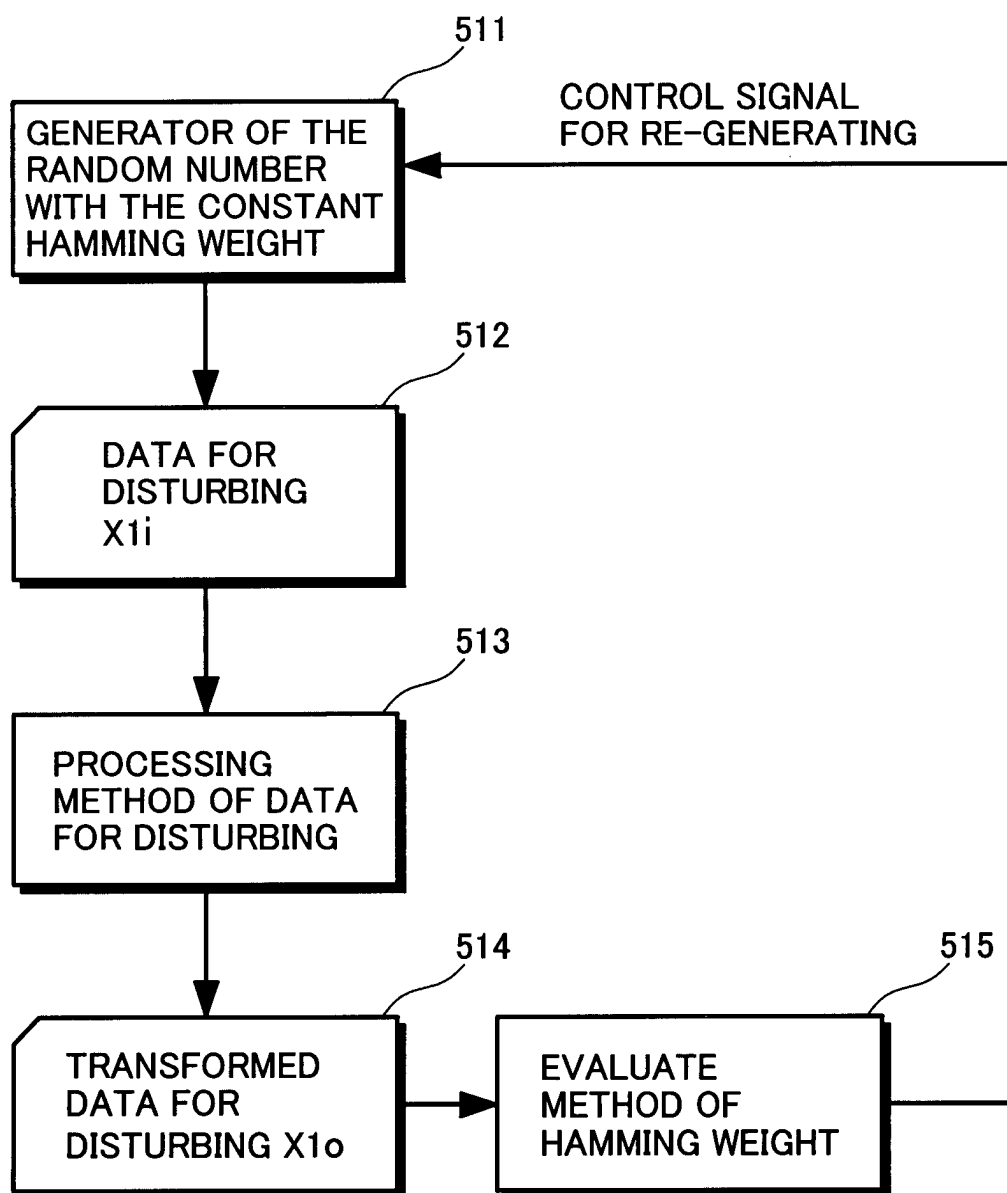 511
GENERATOR OF THE
RANDOM NUMBER
WITH THE CONSTANT
HAMMING WEIGHT
CONTROL SIGNAL
FOR RE-GENERATING
512
DATA FOR
DISTURBING
X1i
513
PROCESSING
METHOD OF DATA
FOR DISTURBING
514
TRANSFORMED
DATA FOR
DISTURBING X1o
515
EVALUATE
METHOD OF
HAMMING WEIGHT